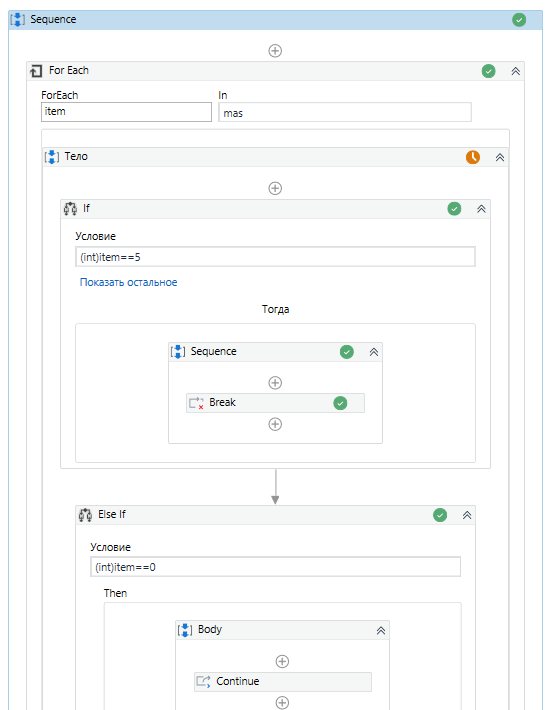 Sequence
For Each
ForEach In
item mas
Тело
If
Условие
(int)item==5
Показать остальное
Тогда
Sequence
Break
Else If
Условие
(int)item==0
Then
Body
Continue